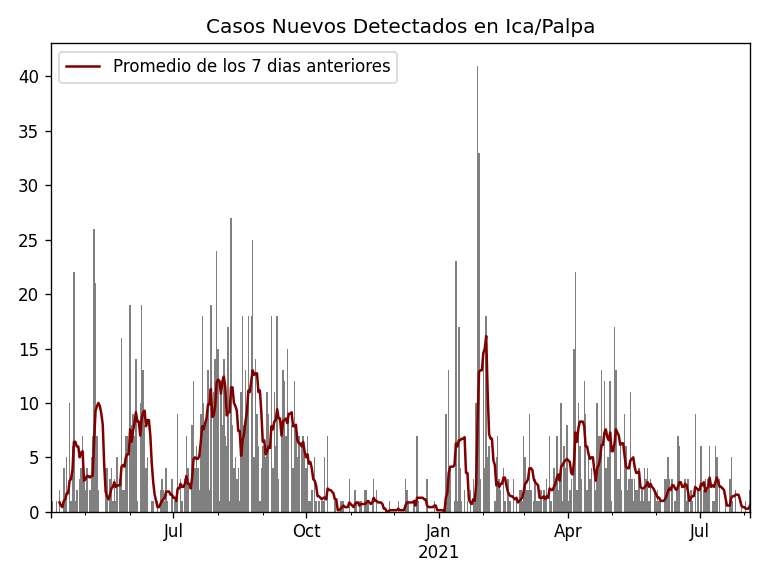 Casos Nuevos Detectados en Ica/Palpa
Promedio de los 7 dias anteriores
40
35
30
25
20
15
10
5
0
Jul
Oct
Jan
2021
Apr
Jul